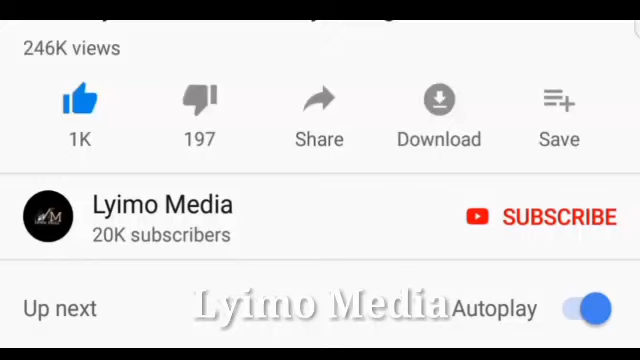 246K views
1K 197 Share Download Save
Lyimo Media
20K subscribers
SUBSCRIBE
Up next Lyimo Media Autoplay